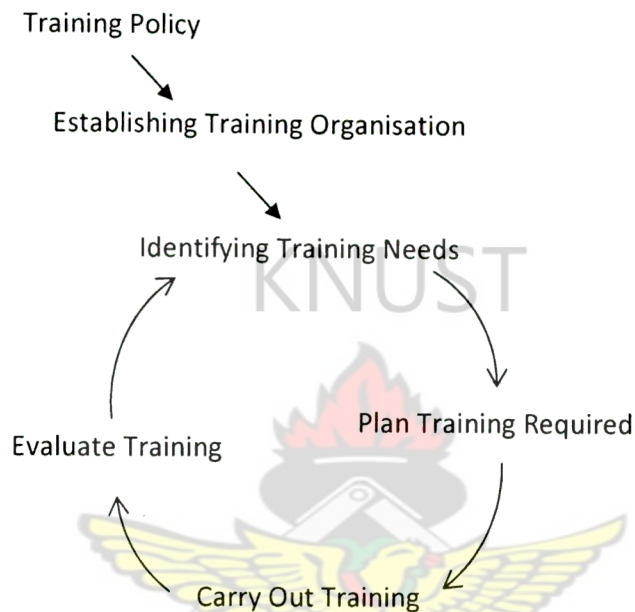 Training Policy
Establishing Training Organisation
Identifying Training Needs
KNUST
Plan Training Required
Evaluate Training
Carry Out Training